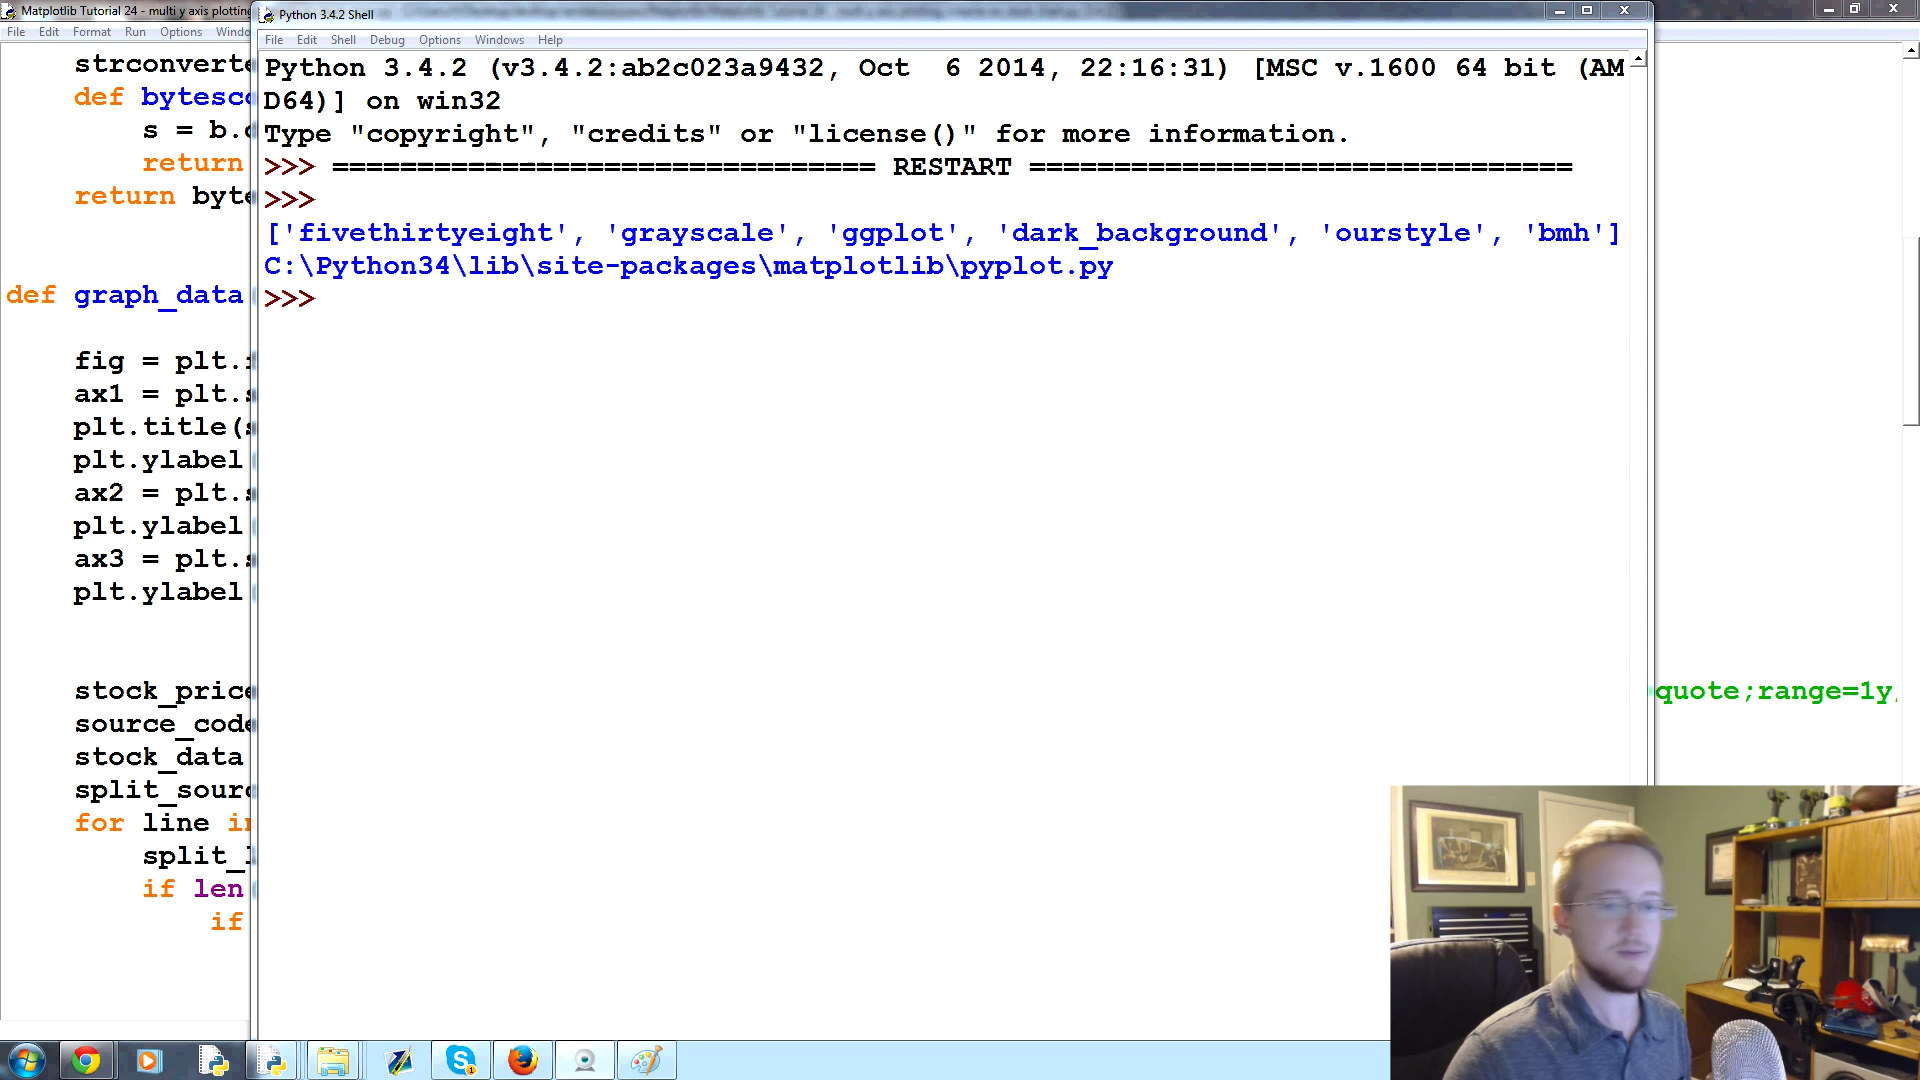 Matplotlib Tutorial 24 - multi y axis plotting
File Edit Format Run Options Windo
strconverte
def bytesco
s = b.
return
return byte
def graph_data
fig = plt.
ax1 = plt.s
plt.title(s
plt.ylabel
ax2 = plt.s
plt.ylabel
ax3 = plt.s
plt.ylabel
stock_price
source_code
stock_data
split_sourc
for line in
split_l
if len
if
quote;range=1y,
Python 3.4.2 Shell
File Edit Shell Debug Options Windows Help
Python 3.4.2 (v3.4.2:ab2c023a9432, Oct  6 2014, 22:16:31) [MSC v.1600 64 bit (AM
D64)] on win32
Type "copyright", "credits" or "license()" for more information.
>>> ================================ RESTART ================================
>>>
['fivethirtyeight', 'grayscale', 'ggplot', 'dark_background', 'ourstyle', 'bmh']
C:\Python34\lib\site-packages\matplotlib\pyplot.py
>>>